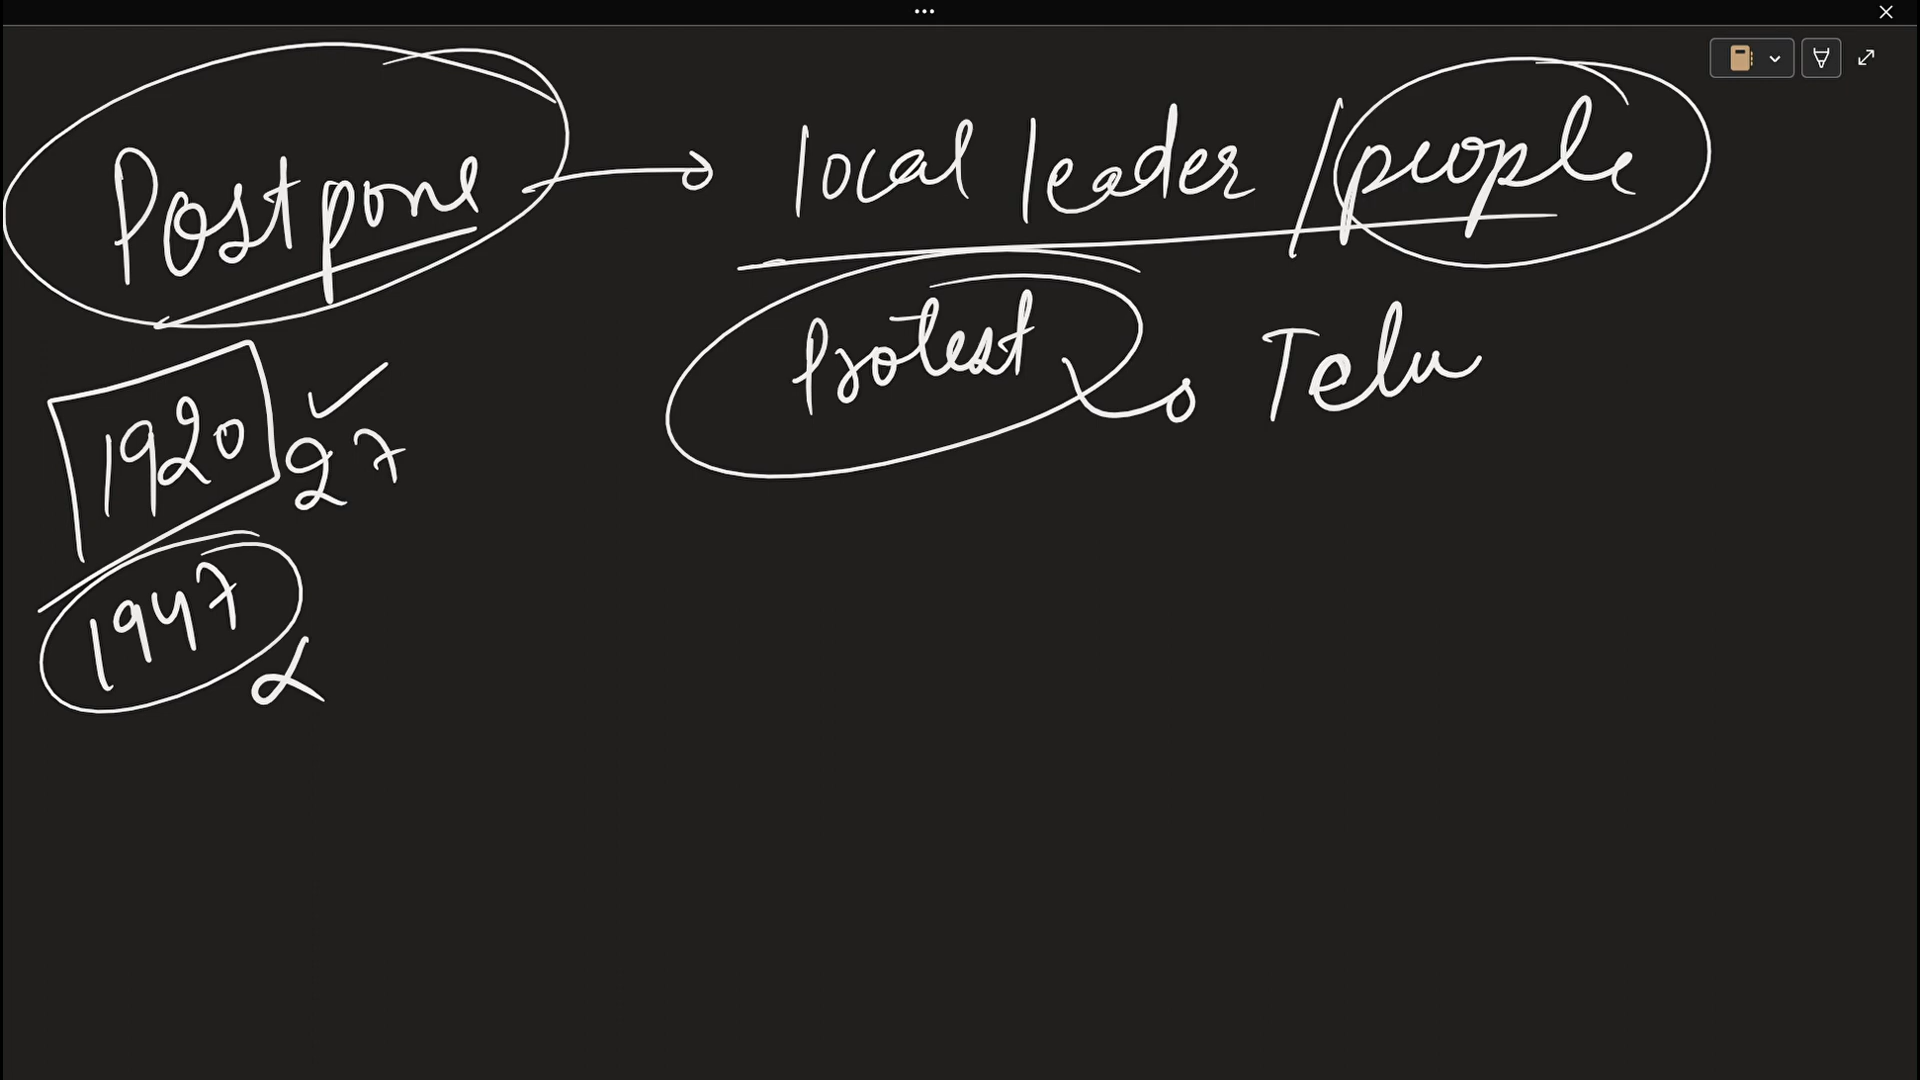 Postpone → local leader / people
Protest → Telu
1920 ✓
27
1947